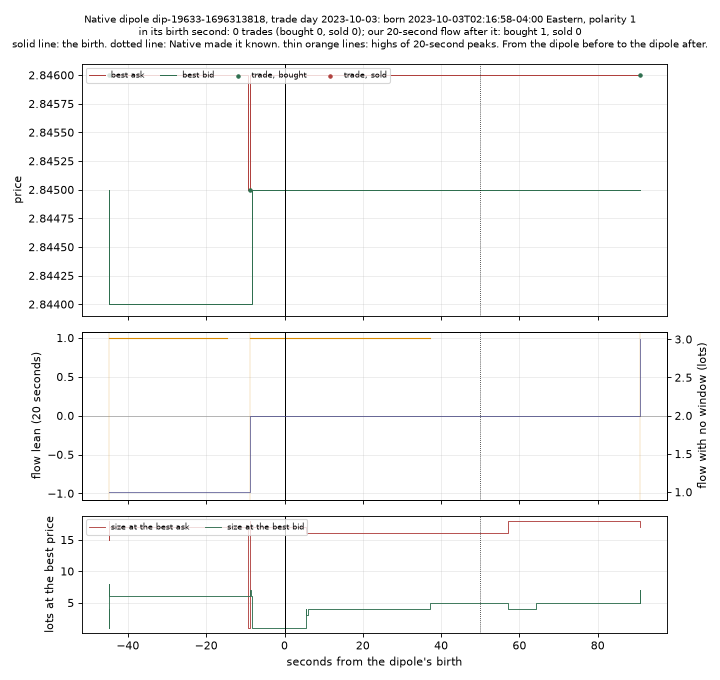 Native dipole dip-19633-1696313818, trade day 2023-10-03: born 2023-10-03T02:16:58-04:00 Eastern, polarity 1
in its birth second: 0 trades (bought 0, sold 0); our 20-second flow after it: bought 1, sold 0
solid line: the birth. dotted line: Native made it known. thin orange lines: highs of 20-second peaks. From the dipole before to the dipole after.
best ask best bid trade, bought trade, sold
2.84600
2.84575
2.84550
2.84525
2.84500
2.84475
2.84450
2.84425
2.84400
price
1.0
0.5
0.0
−0.5
−1.0
flow lean (20 seconds)
3.0
2.5
2.0
1.5
1.0
flow with no window (lots)
size at the best ask size at the best bid
15
10
5
lots at the best price
−40 −20 0 20 40 60 80
seconds from the dipole's birth